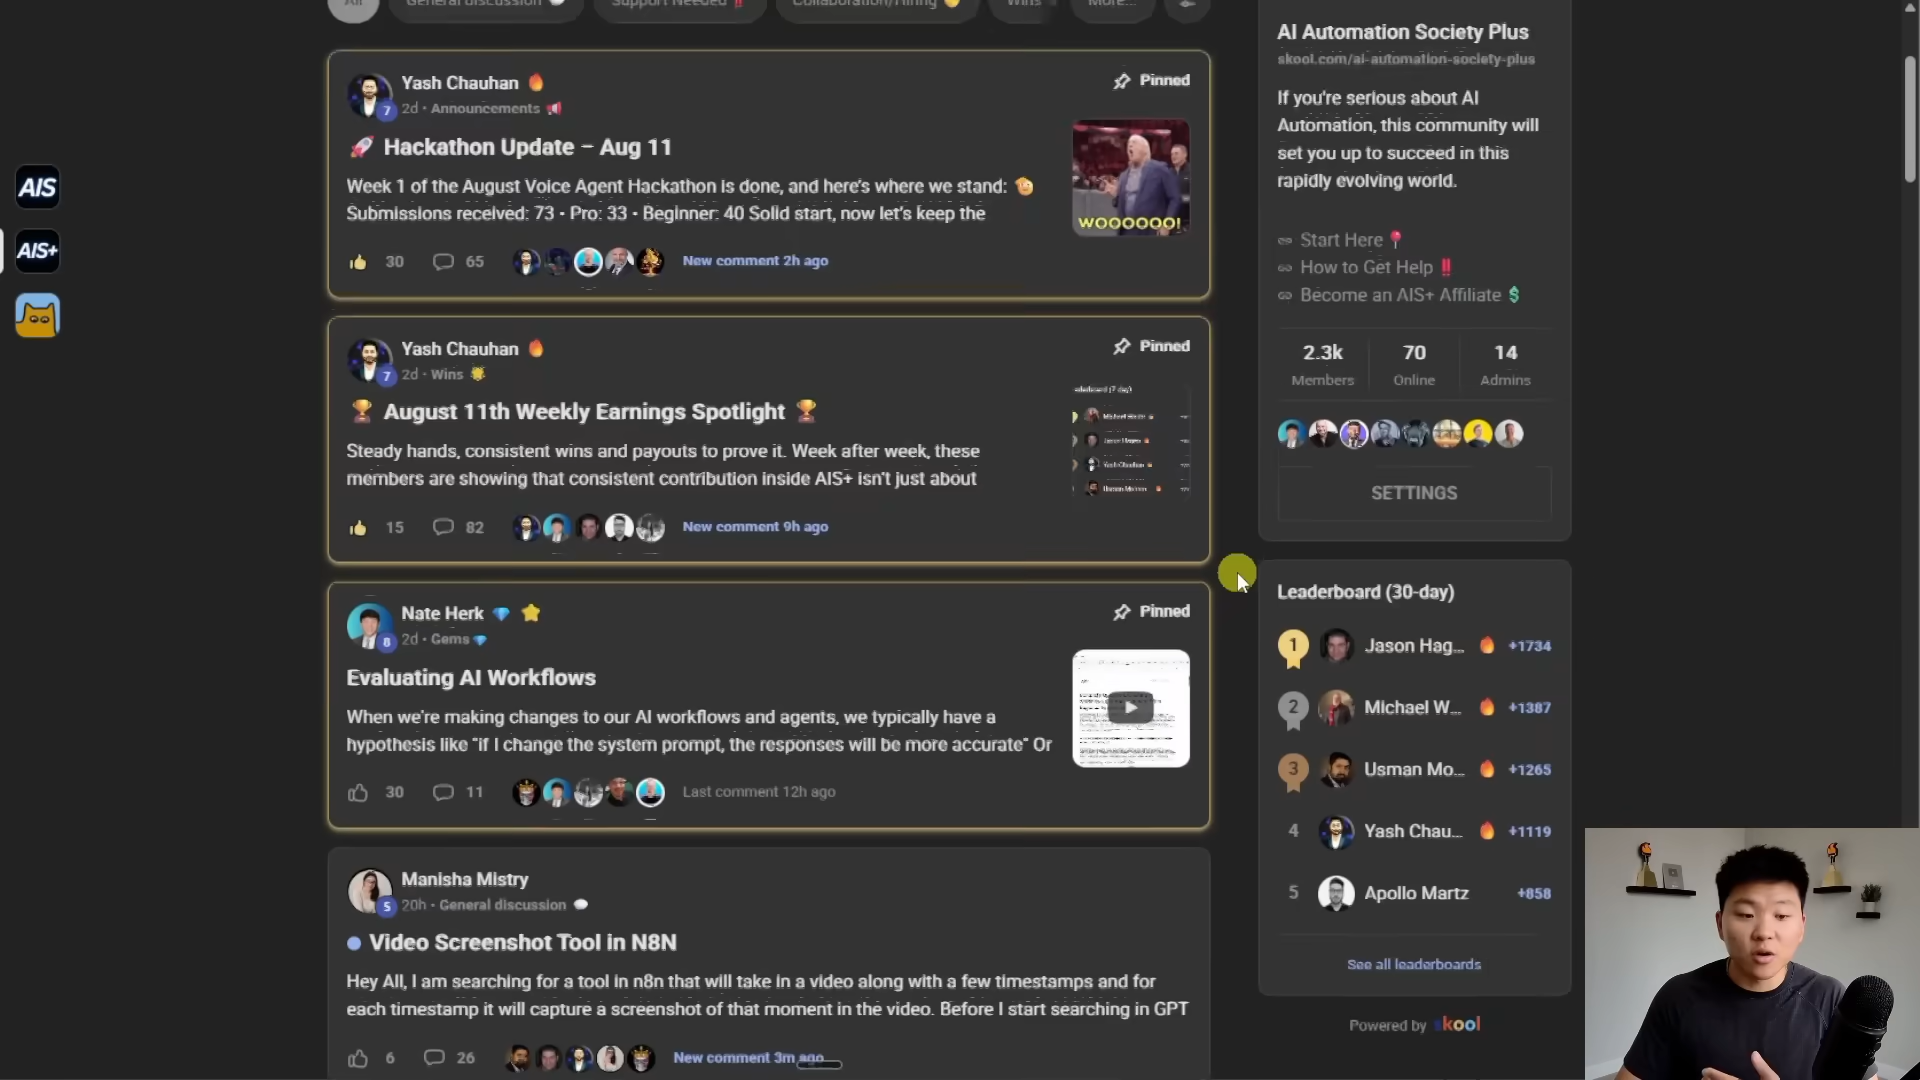 All
General discussion
Support Needed
Collaboration/Hiring
Wins
More...
AIS
AIS+
Yash Chauhan
7
2d • Announcements
Pinned
Hackathon Update – Aug 11
Week 1 of the August Voice Agent Hackathon is done, and here's where we stand:
Submissions received: 73 • Pro: 33 • Beginner: 40 Solid start, now let's keep the
WOOOOOO!
30
65
New comment 2h ago
Yash Chauhan
7
2d • Wins
Pinned
August 11th Weekly Earnings Spotlight
Steady hands, consistent wins and payouts to prove it. Week after week, these
members are showing that consistent contribution inside AIS+ isn't just about
15
82
New comment 9h ago
Nate Herk
8
2d • Gems
Pinned
Evaluating AI Workflows
When we're making changes to our AI workflows and agents, we typically have a
hypothesis like "if I change the system prompt, the responses will be more accurate" Or
30
11
Last comment 12h ago
Manisha Mistry
5
20h • General discussion
Video Screenshot Tool in N8N
Hey All, I am searching for a tool in n8n that will take in a video along with a few timestamps and for
each timestamp it will capture a screenshot of that moment in the video. Before I start searching in GPT
6
26
New comment 3m ago
AI Automation Society Plus
skool.com/ai-automation-society-plus
If you're serious about AI
Automation, this community will
set you up to succeed in this
rapidly evolving world.
Start Here
How to Get Help
Become an AIS+ Affiliate
2.3k
Members
70
Online
14
Admins
SETTINGS
Leaderboard (30-day)
1 Jason Hag... +1734
2 Michael W... +1387
3 Usman Mo... +1265
4 Yash Chau... +1119
5 Apollo Martz +858
See all leaderboards
Powered by skool